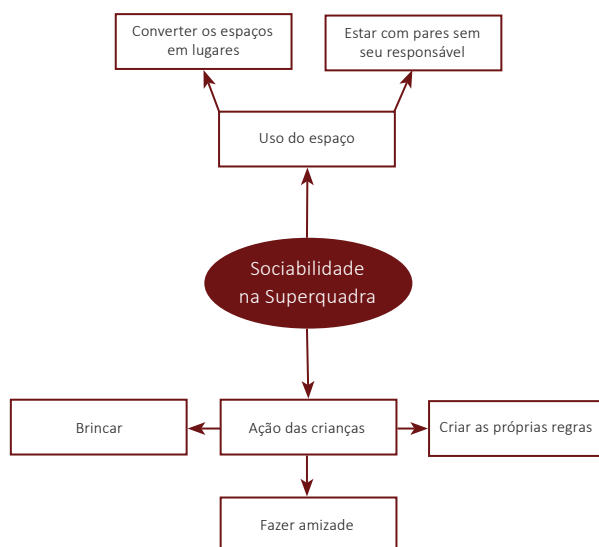 Converter os espaços
em lugares
Estar com pares sem
seu responsável
Uso do espaço
Sociabilidade
na Superquadra
Brincar
Ação das crianças
Criar as próprias regras
Fazer amizade